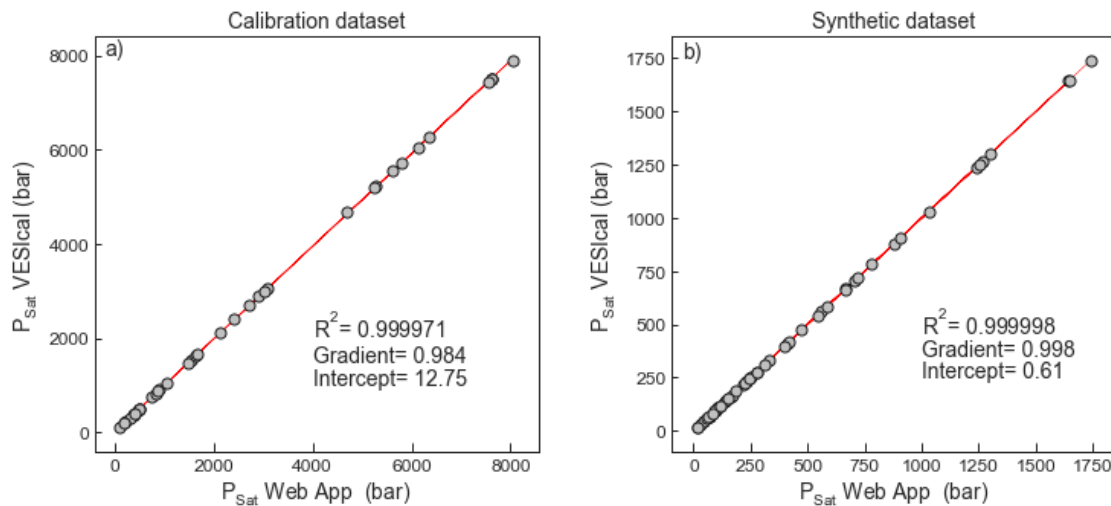 Calibration dataset
a)
8000
6000
4000
2000
0
P_Sat VESIcal (bar)
R²= 0.999971
Gradient= 0.984
Intercept= 12.75
0 2000 4000 6000 8000
P_Sat Web App (bar)
Synthetic dataset
b)
1750
1500
1250
1000
750
500
250
0
P_Sat VESIcal (bar)
R²= 0.999998
Gradient= 0.998
Intercept= 0.61
0 250 500 750 1000 1250 1500 1750
P_Sat Web App (bar)